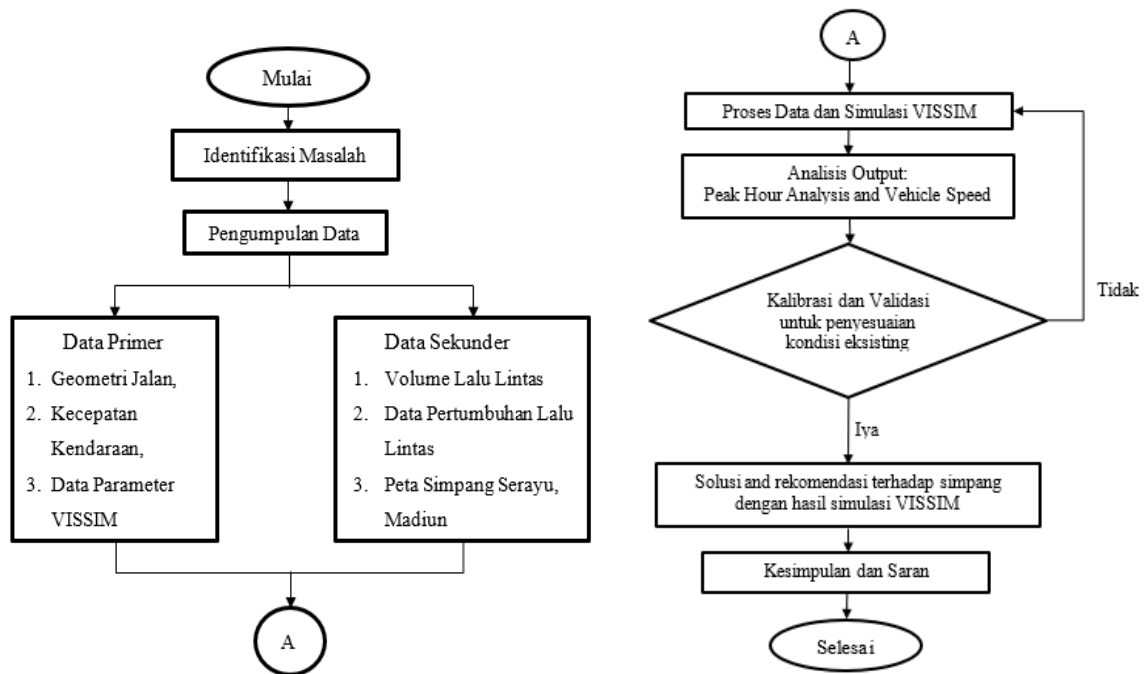 Mulai
Identifikasi Masalah
Pengumpulan Data
Data Primer
1. Geometri Jalan,
2. Kecepatan
Kendaraan,
3. Data Parameter
VISSIM
Data Sekunder
1. Volume Lalu Lintas
2. Data Pertumbuhan Lalu
Lintas
3. Peta Simpang Serayu,
Madiun
A
A
Proses Data dan Simulasi VISSIM
Analisis Output:
Peak Hour Analysis and Vehicle Speed
Kalibrasi dan Validasi
untuk penyesuaian
kondisi eksisting
Tidak
Iya
Solusi and rekomendasi terhadap simpang
dengan hasil simulasi VISSIM
Kesimpulan dan Saran
Selesai